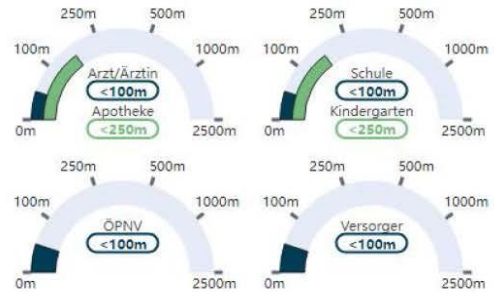 250m 500m
100m 1000m
Arzt/Ärztin
<100m
Apotheke
<250m
0m 2500m
250m 500m
100m 1000m
Schule
<100m
Kindergarten
<250m
0m 2500m
250m 500m
100m 1000m
ÖPNV
<100m
0m 2500m
250m 500m
100m 1000m
Versorger
<100m
0m 2500m